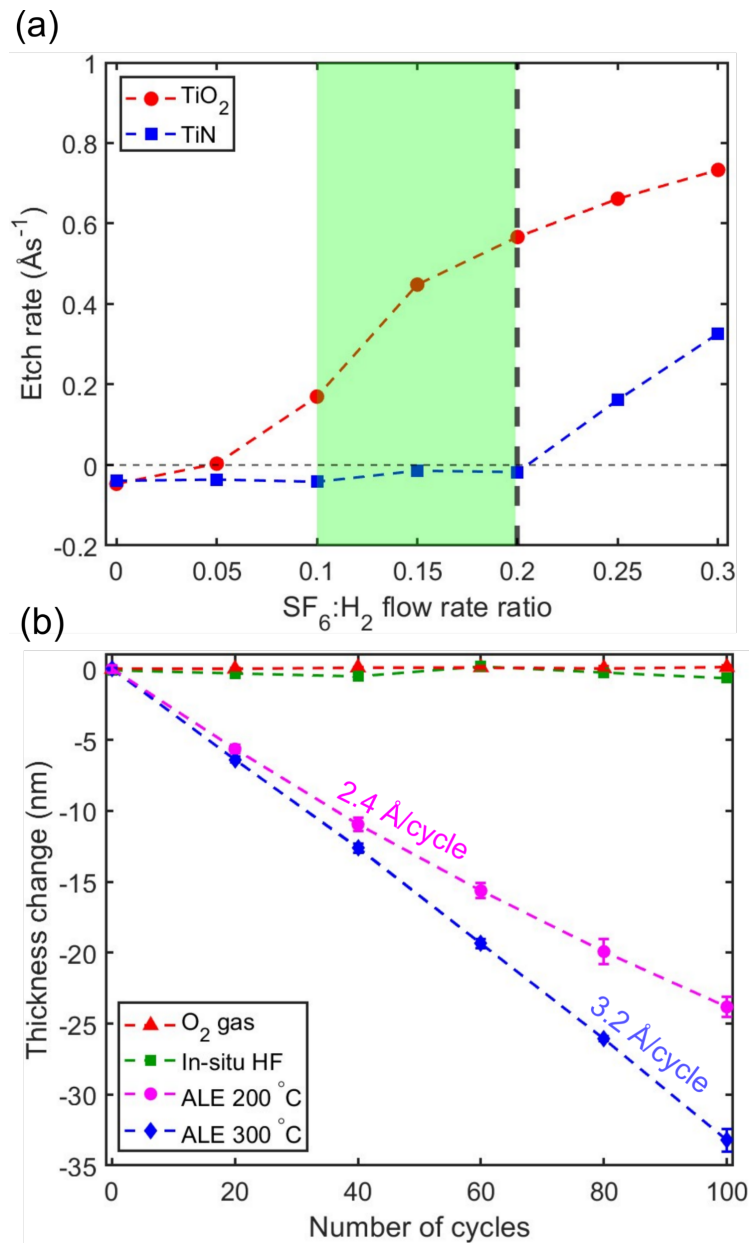 (a)
1
0.8
0.6
0.4
0.2
0
-0.2
Etch rate (Ås⁻¹)
TiO₂
TiN
0 0.05 0.1 0.15 0.2 0.25 0.3
SF₆:H₂ flow rate ratio
(b)
0
-5
-10
-15
-20
-25
-30
-35
Thickness change (nm)
2.4 Å/cycle
3.2 Å/cycle
O₂ gas
In-situ HF
ALE 200 °C
ALE 300 °C
0 20 40 60 80 100
Number of cycles